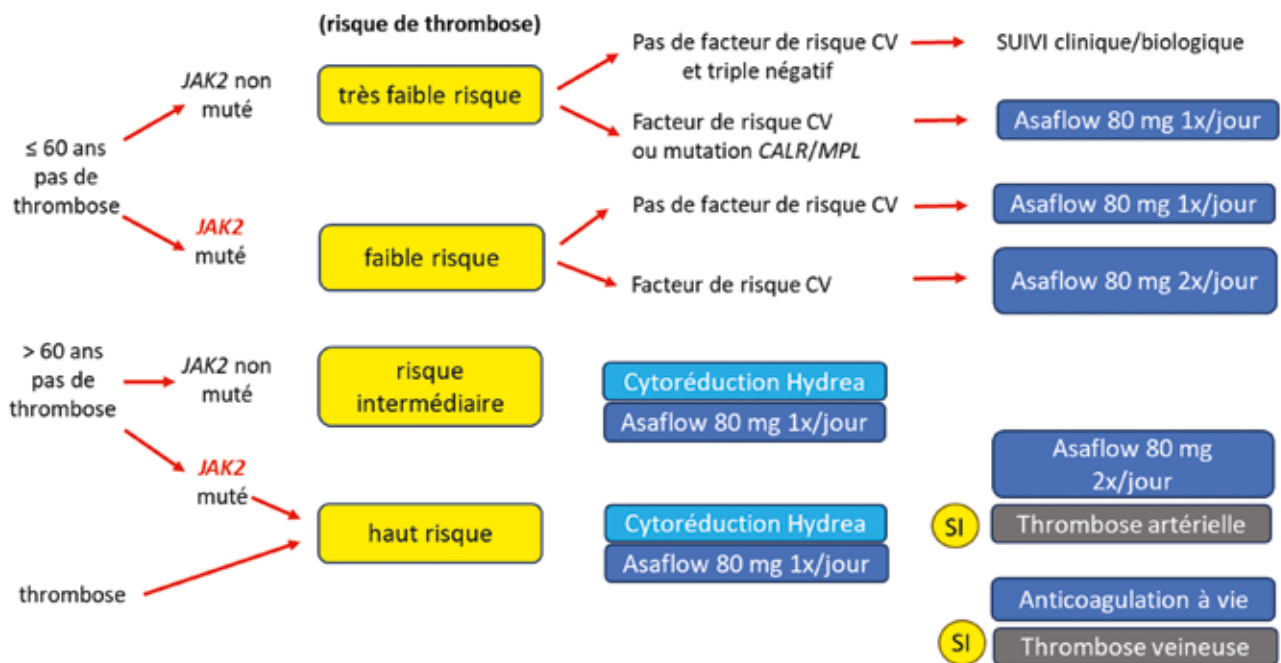 (risque de thrombose)
Pas de facteur de risque CV
et triple négatif
SUIVI clinique/biologique
JAK2 non
muté
très faible risque
Facteur de risque CV
ou mutation CALR/MPL
Asaflow 80 mg 1x/jour
≤ 60 ans
pas de
thrombose
Pas de facteur de risque CV
Asaflow 80 mg 1x/jour
JAK2
muté
faible risque
Facteur de risque CV
Asaflow 80 mg 2x/jour
> 60 ans
pas de
thrombose
JAK2 non
muté
risque
intermédiaire
Cytoréduction Hydrea
Asaflow 80 mg 1x/jour
JAK2
muté
haut risque
Cytoréduction Hydrea
Asaflow 80 mg 1x/jour
Asaflow 80 mg
2x/jour
SI
Thrombose artérielle
thrombose
Anticoagulation à vie
SI
Thrombose veineuse